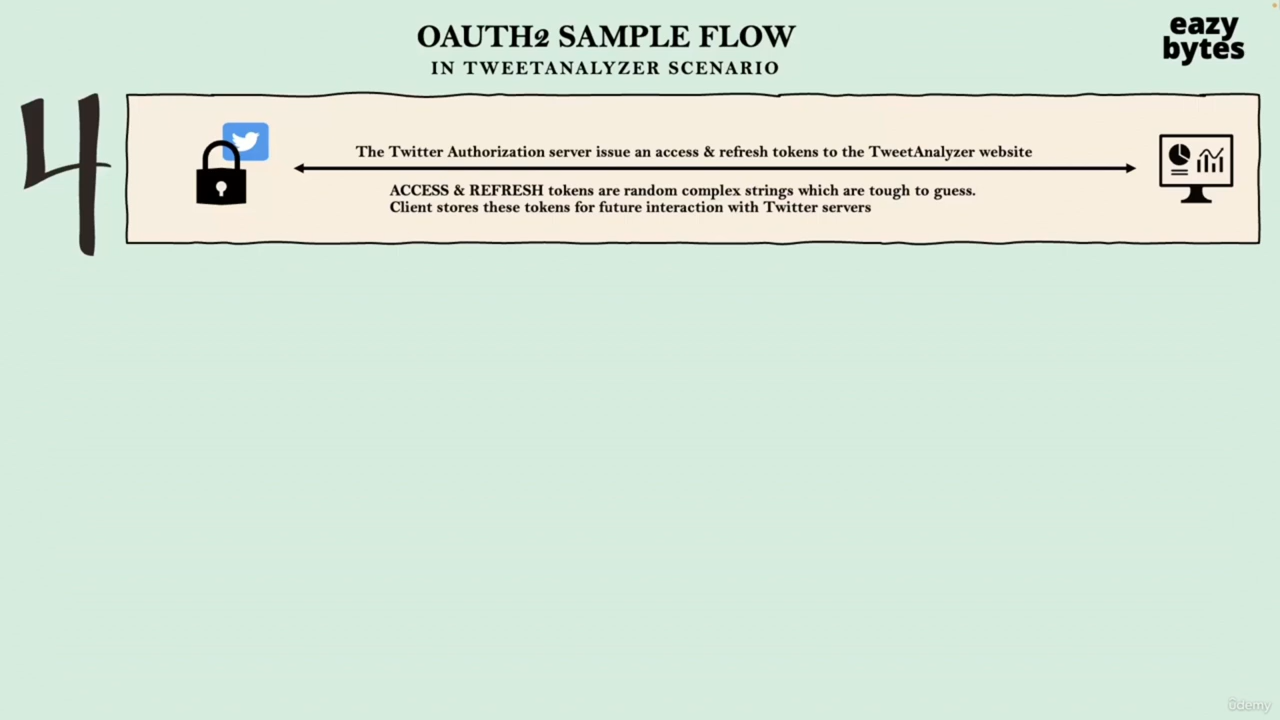 OAUTH2 SAMPLE FLOW
IN TWEETANALYZER SCENARIO
eazy
bytes
4
The Twitter Authorization server issue an access & refresh tokens to the TweetAnalyzer website
ACCESS & REFRESH tokens are random complex strings which are tough to guess.
Client stores these tokens for future interaction with Twitter servers
ûdemy